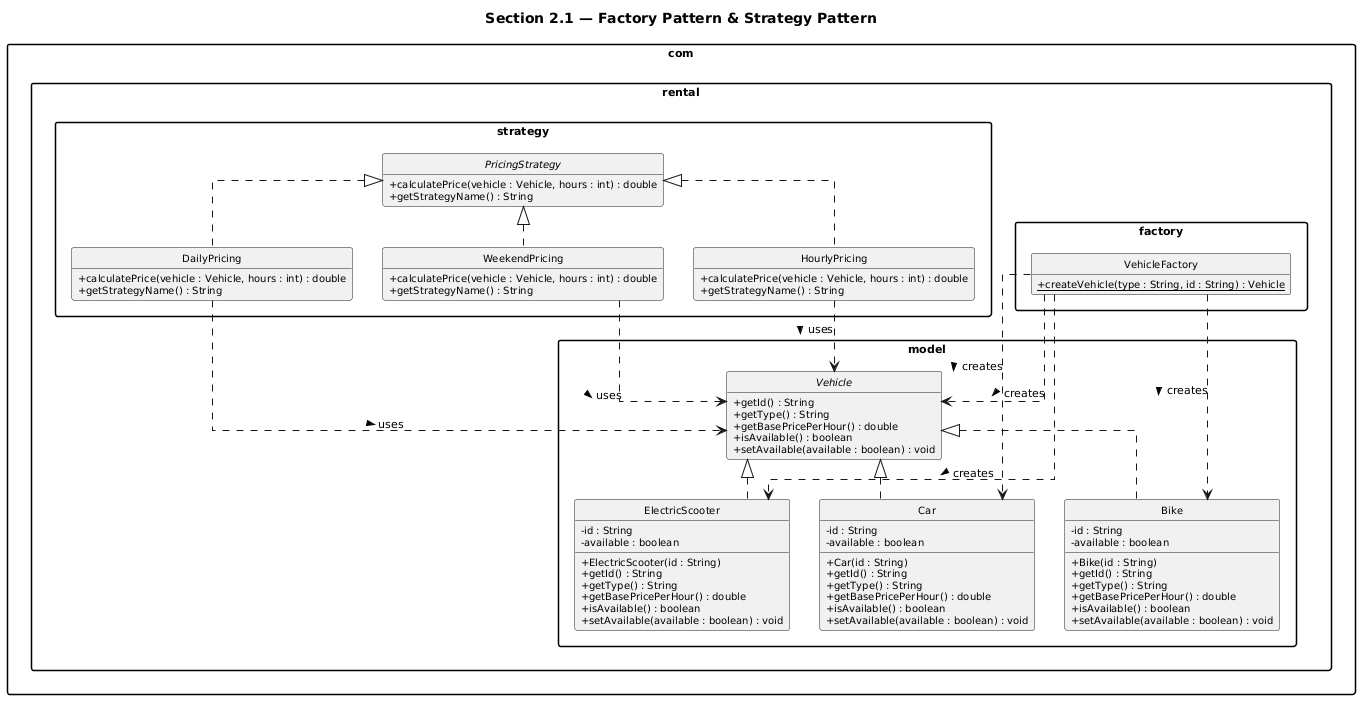 Section 2.1 — Factory Pattern & Strategy Pattern
com
rental
strategy
PricingStrategy
+calculatePrice(vehicle : Vehicle, hours : int) : double
+getStrategyName() : String
DailyPricing
+calculatePrice(vehicle : Vehicle, hours : int) : double
+getStrategyName() : String
WeekendPricing
+calculatePrice(vehicle : Vehicle, hours : int) : double
+getStrategyName() : String
HourlyPricing
+calculatePrice(vehicle : Vehicle, hours : int) : double
+getStrategyName() : String
factory
VehicleFactory
+createVehicle(type : String, id : String) : Vehicle
uses
model
creates
creates
creates
uses
uses
creates
Vehicle
+getId() : String
+getType() : String
+getBasePricePerHour() : double
+isAvailable() : boolean
+setAvailable(available : boolean) : void
ElectricScooter
-id : String
-available : boolean
+ElectricScooter(id : String)
+getId() : String
+getType() : String
+getBasePricePerHour() : double
+isAvailable() : boolean
+setAvailable(available : boolean) : void
Car
-id : String
-available : boolean
+Car(id : String)
+getId() : String
+getType() : String
+getBasePricePerHour() : double
+isAvailable() : boolean
+setAvailable(available : boolean) : void
Bike
-id : String
-available : boolean
+Bike(id : String)
+getId() : String
+getType() : String
+getBasePricePerHour() : double
+isAvailable() : boolean
+setAvailable(available : boolean) : void